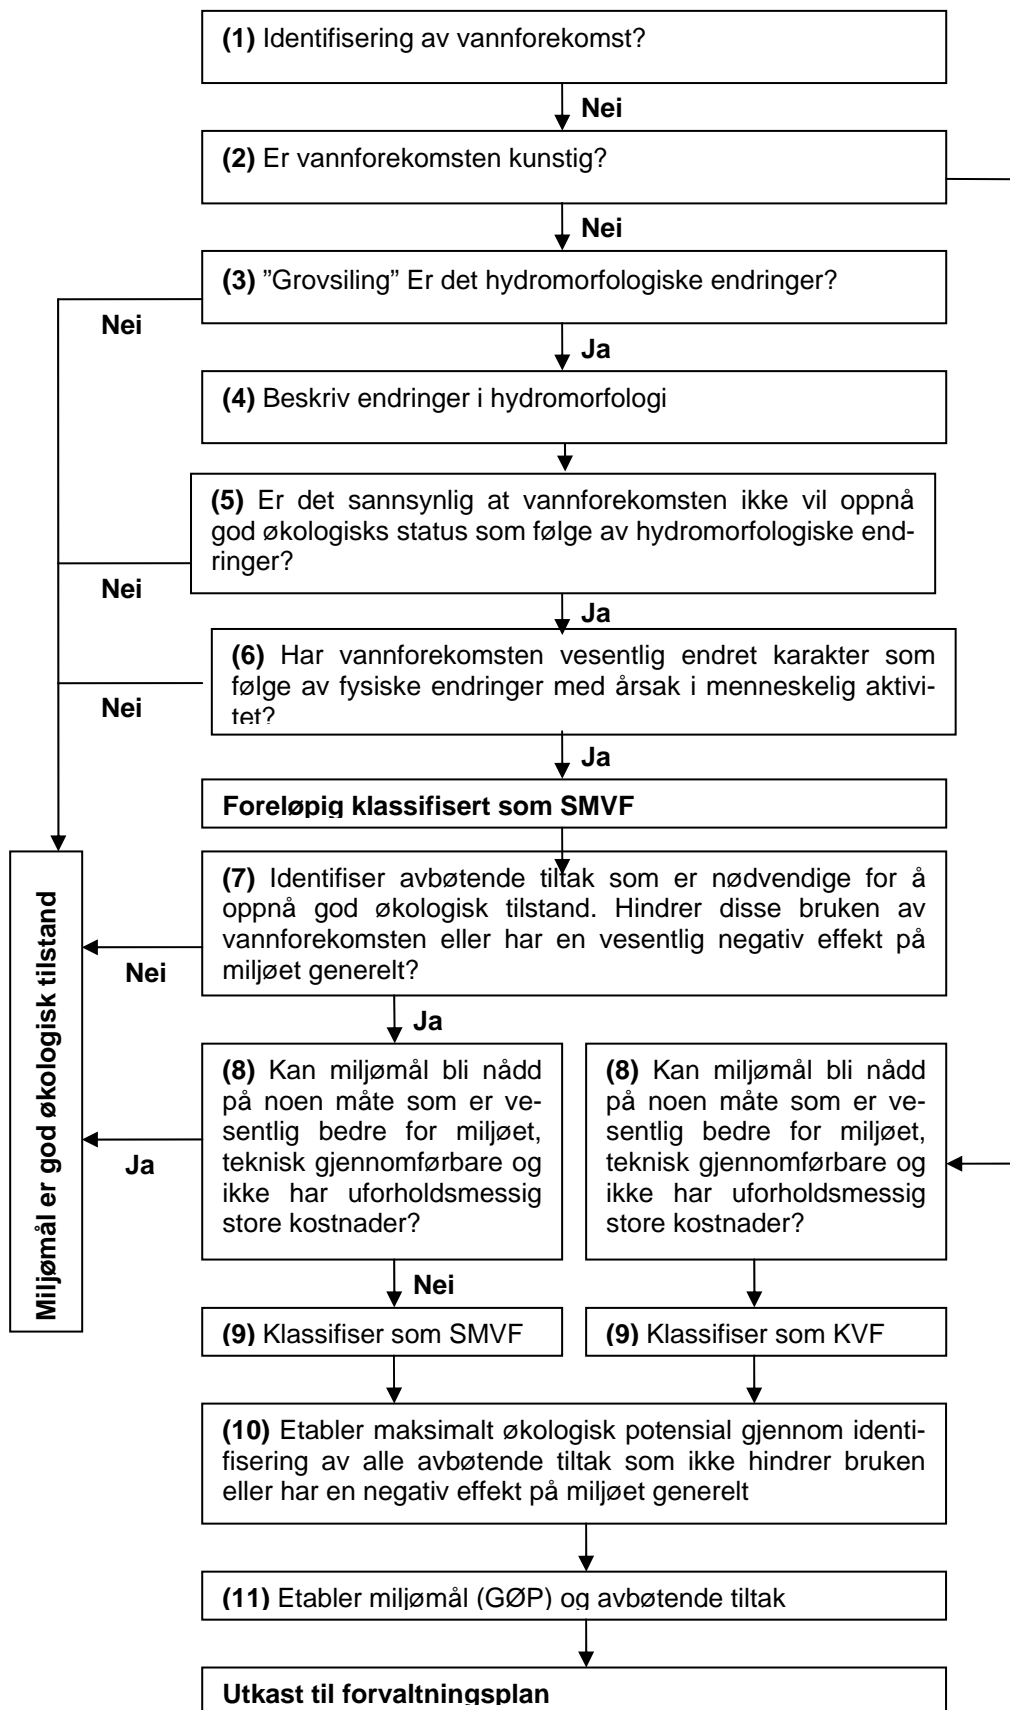 (1) Identifisering av vannforekomst?
Nei
(2) Er vannforekomsten kunstig?
Nei
(3) ”Grovsiling” Er det hydromorfologiske endringer?
Nei
Ja
(4) Beskriv endringer i hydromorfologi
(5) Er det sannsynlig at vannforekomsten ikke vil oppnå
god økologisks status som følge av hydromorfologiske end-
ringer?
Nei
Ja
(6) Har vannforekomsten vesentlig endret karakter som
følge av fysiske endringer med årsak i menneskelig aktivi-
tet?
Nei
Ja
Foreløpig klassifisert som SMVF
Miljømål er god økologisk tilstand
(7) Identifiser avbøtende tiltak som er nødvendige for å
oppnå god økologisk tilstand. Hindrer disse bruken av
vannforekomsten eller har en vesentlig negativ effekt på
miljøet generelt?
Nei
Ja
(8) Kan miljømål bli nådd
på noen måte som er ve-
sentlig bedre for miljøet,
teknisk gjennomførbare og
ikke har uforholdsmessig
store kostnader?
Ja
Nei
(8) Kan miljømål bli nådd
på noen måte som er ve-
sentlig bedre for miljøet,
teknisk gjennomførbare og
ikke har uforholdsmessig
store kostnader?
(9) Klassifiser som SMVF
(9) Klassifiser som KVF
(10) Etabler maksimalt økologisk potensial gjennom identi-
fisering av alle avbøtende tiltak som ikke hindrer bruken
eller har en negativ effekt på miljøet generelt
(11) Etabler miljømål (GØP) og avbøtende tiltak
Utkast til forvaltningsplan